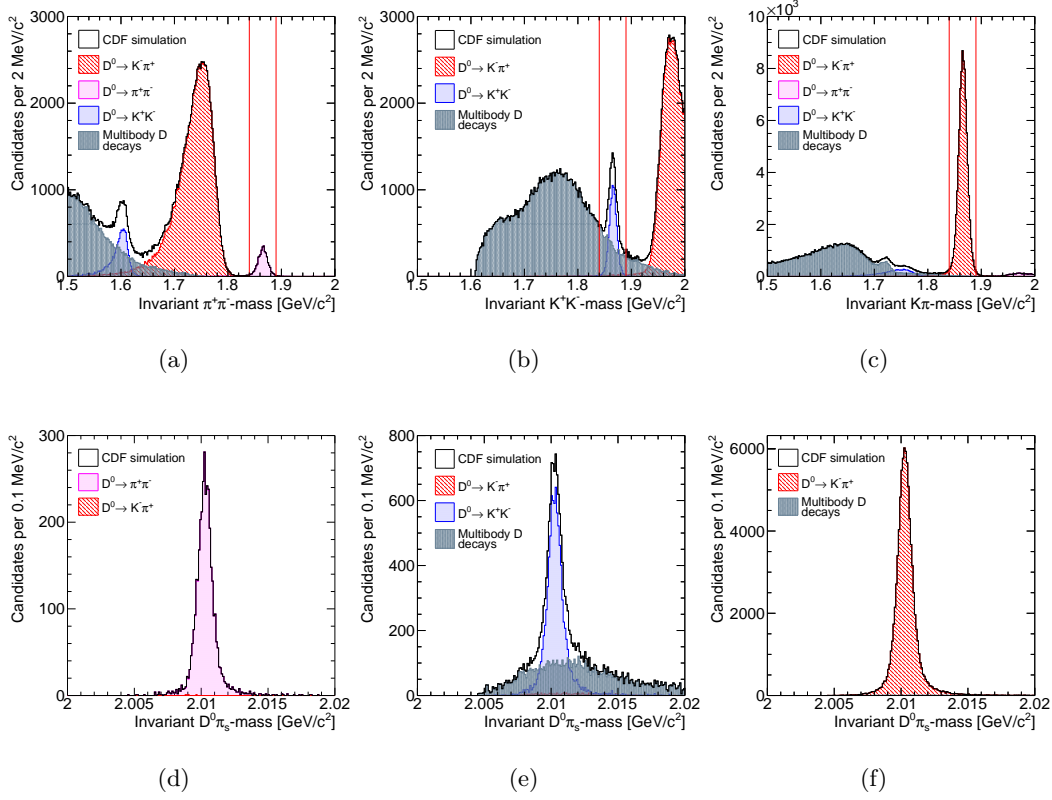 Candidates per 2 MeV/c²
3000
2000
1000
0
CDF simulation
D⁰→ K⁻π⁺
D⁰→ π⁺π⁻
D⁰→ K⁺K⁻
Multibody D
decays
1.5 1.6 1.7 1.8 1.9 2
Invariant π⁺π⁻-mass [GeV/c²]
(a)
Candidates per 2 MeV/c²
3000
2000
1000
0
CDF simulation
D⁰→ K⁻π⁺
D⁰→ K⁺K⁻
Multibody D
decays
1.5 1.6 1.7 1.8 1.9 2
Invariant K⁺K⁻-mass [GeV/c²]
(b)
Candidates per 2 MeV/c²
×10³
10
8
6
4
2
0
CDF simulation
D⁰→ K⁻π⁺
D⁰→ π⁺π⁻
D⁰→ K⁺K⁻
Multibody D
decays
1.5 1.6 1.7 1.8 1.9 2
Invariant Kπ-mass [GeV/c²]
(c)
Candidates per 0.1 MeV/c²
300
200
100
0
CDF simulation
D⁰→ π⁺π⁻
D⁰→ K⁻π⁺
2 2.005 2.01 2.015 2.02
Invariant D⁰πₛ-mass [GeV/c²]
(d)
Candidates per 0.1 MeV/c²
800
600
400
200
0
CDF simulation
D⁰→ K⁻π⁺
D⁰→ K⁺K⁻
Multibody D
decays
2 2.005 2.01 2.015 2.02
Invariant D⁰πₛ-mass [GeV/c²]
(e)
Candidates per 0.1 MeV/c²
6000
4000
2000
0
CDF simulation
D⁰→ K⁻π⁺
Multibody D
decays
2 2.005 2.01 2.015 2.02
Invariant D⁰πₛ-mass [GeV/c²]
(f)